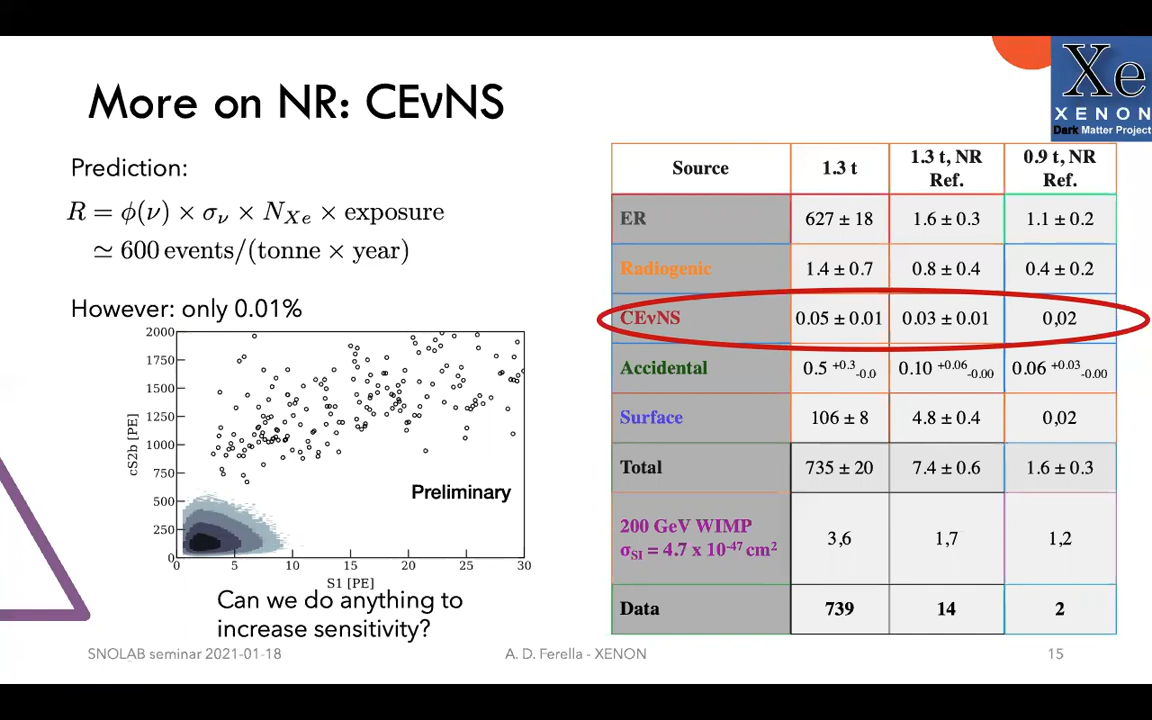 More on NR: CEνNS
Xe
XENON
Dark Matter Project
Prediction:
R = ϕ(ν) × σν × NXe × exposure
≃ 600 events/(tonne × year)
However: only 0.01%
2000
1750
1500
1250
1000
750
500
250
0
cS2b [PE]
Preliminary
0 5 10 15 20 25 30
S1 [PE]
Can we do anything to
increase sensitivity?
Source 1.3 t 1.3 t, NR Ref. 0.9 t, NR Ref.
ER 627 ± 18 1.6 ± 0.3 1.1 ± 0.2
Radiogenic 1.4 ± 0.7 0.8 ± 0.4 0.4 ± 0.2
CEνNS 0.05 ± 0.01 0.03 ± 0.01 0,02
Accidental 0.5 +0.3 -0.0 0.10 +0.06 -0.00 0.06 +0.03 -0.00
Surface 106 ± 8 4.8 ± 0.4 0,02
Total 735 ± 20 7.4 ± 0.6 1.6 ± 0.3
200 GeV WIMP
σSI = 4.7 x 10-47 cm2 3,6 1,7 1,2
Data 739 14 2
SNOLAB seminar 2021-01-18 A. D. Ferella - XENON 15